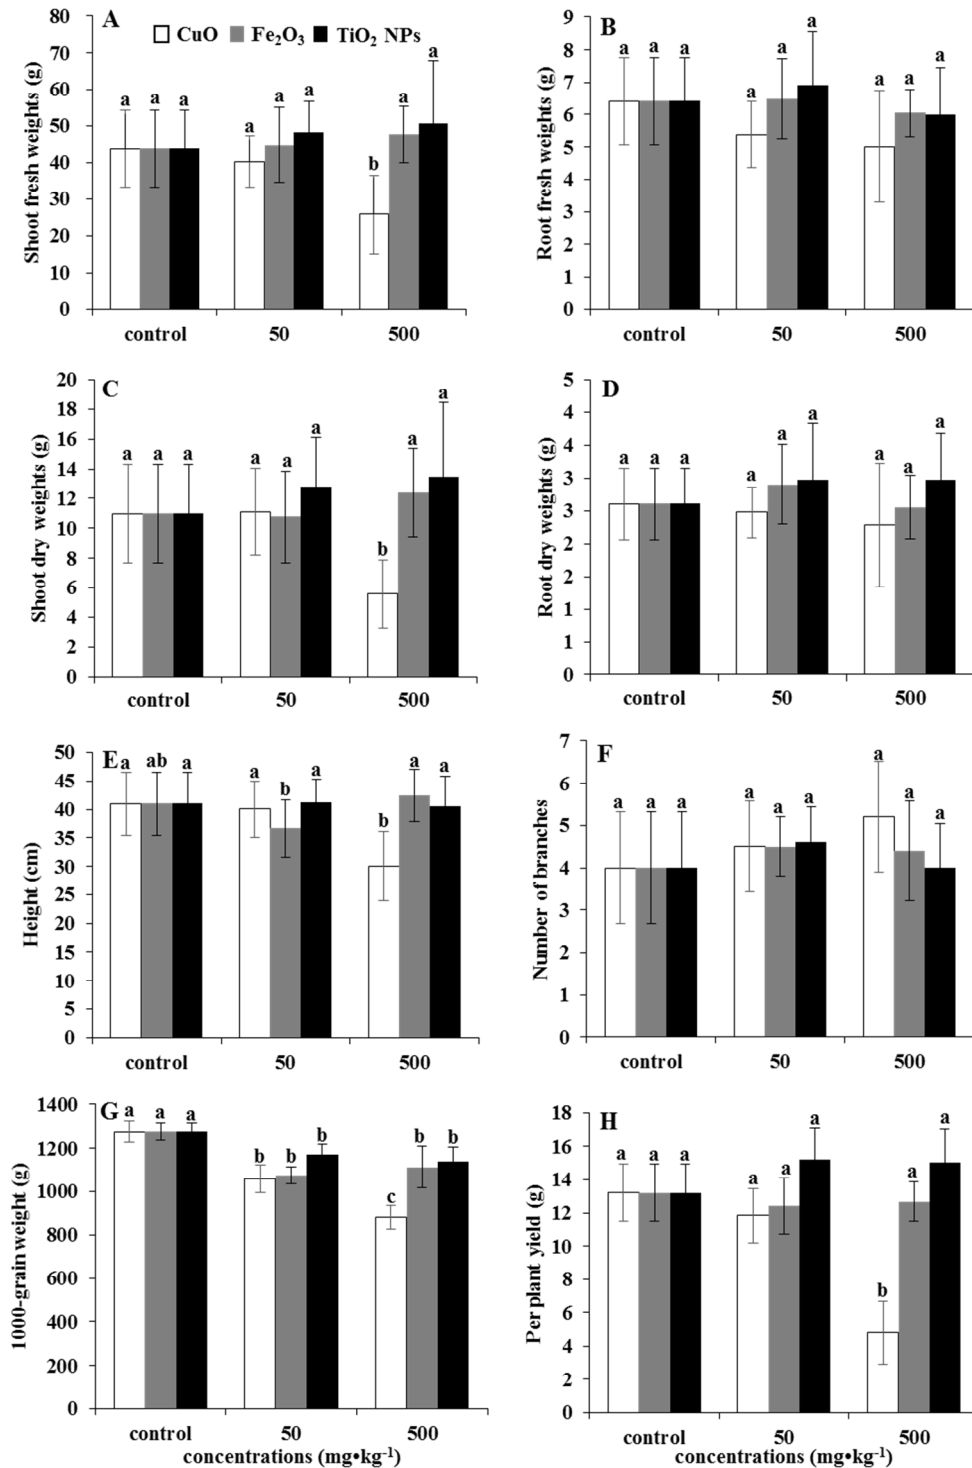 A
CuO Fe₂O₃ TiO₂ NPs
Shoot fresh weights (g)
80
70
60
50
40
30
20
10
0
a a a a a a b a a
control 50 500
B
Root fresh weights (g)
9
8
8
7
6
5
4
3
2
1
0
a a a a a a a a a
control 50 500
C
Shoot dry weights (g)
20
18
16
14
12
10
8
6
4
2
0
a a a a a a b a a
control 50 500
D
Root dry weights (g)
5
4
4
3
3
2
2
1
1
0
a a a a a a a a a
control 50 500
E
Height (cm)
50
45
40
35
30
25
20
15
10
5
0
a ab a a b a b a a
control 50 500
F
Number of branches
7
6
5
4
3
2
1
0
a a a a a a a a a
control 50 500
G
1000-grain weight (g)
1400
1200
1000
800
600
400
200
0
a a a b b b c b b
control 50 500
concentrations (mg•kg⁻¹)
H
Per plant yield (g)
18
16
14
12
10
8
6
4
2
0
a a a a a a b a a
control 50 500
concentrations (mg•kg⁻¹)